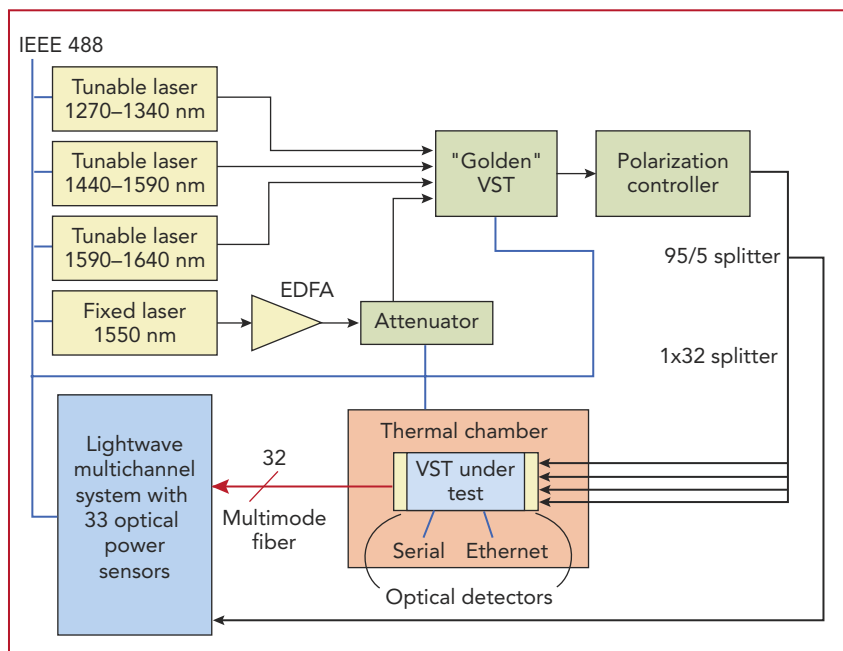 IEEE 488
Tunable laser
1270–1340 nm
Tunable laser
1440–1590 nm
Tunable laser
1590–1640 nm
Fixed laser
1550 nm
EDFA
Attenuator
"Golden"
VST
Polarization
controller
95/5 splitter
1x32 splitter
Lightwave
multichannel
system with
33 optical
power
sensors
32
Multimode
fiber
Thermal chamber
VST under
test
Serial
Ethernet
Optical detectors